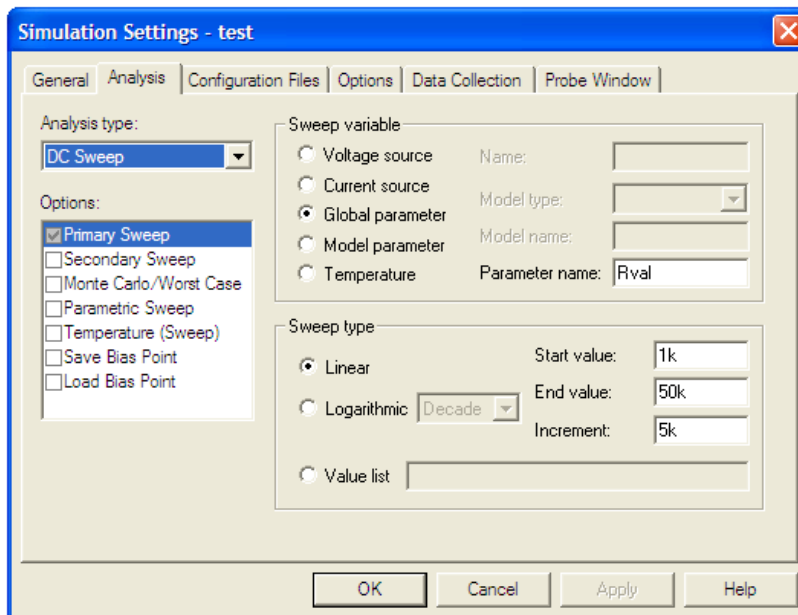 Simulation Settings - test
General Analysis Configuration Files Options Data Collection Probe Window
Analysis type:
DC Sweep
Options:
Primary Sweep
Secondary Sweep
Monte Carlo/Worst Case
Parametric Sweep
Temperature (Sweep)
Save Bias Point
Load Bias Point
Sweep variable
Voltage source
Current source
Global parameter
Model parameter
Temperature
Name:
Model type:
Model name:
Parameter name: Rval
Sweep type
Linear
Logarithmic Decade
Start value: 1k
End value: 50k
Increment: 5k
Value list
OK Cancel Apply Help